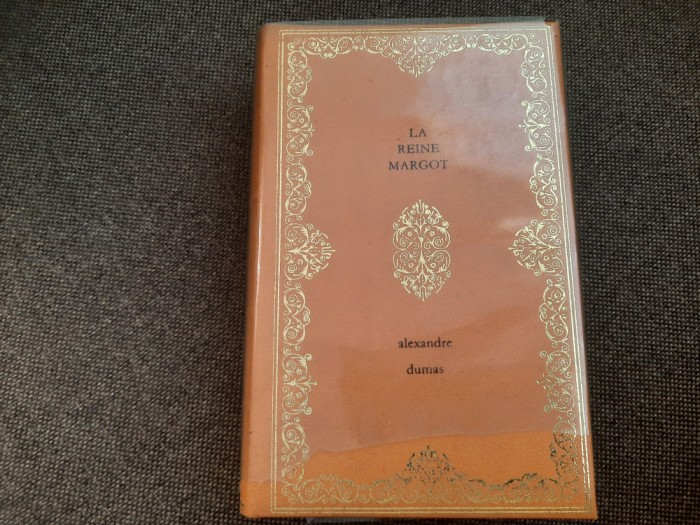 LA
REINE
MARGOT
alexandre
dumas